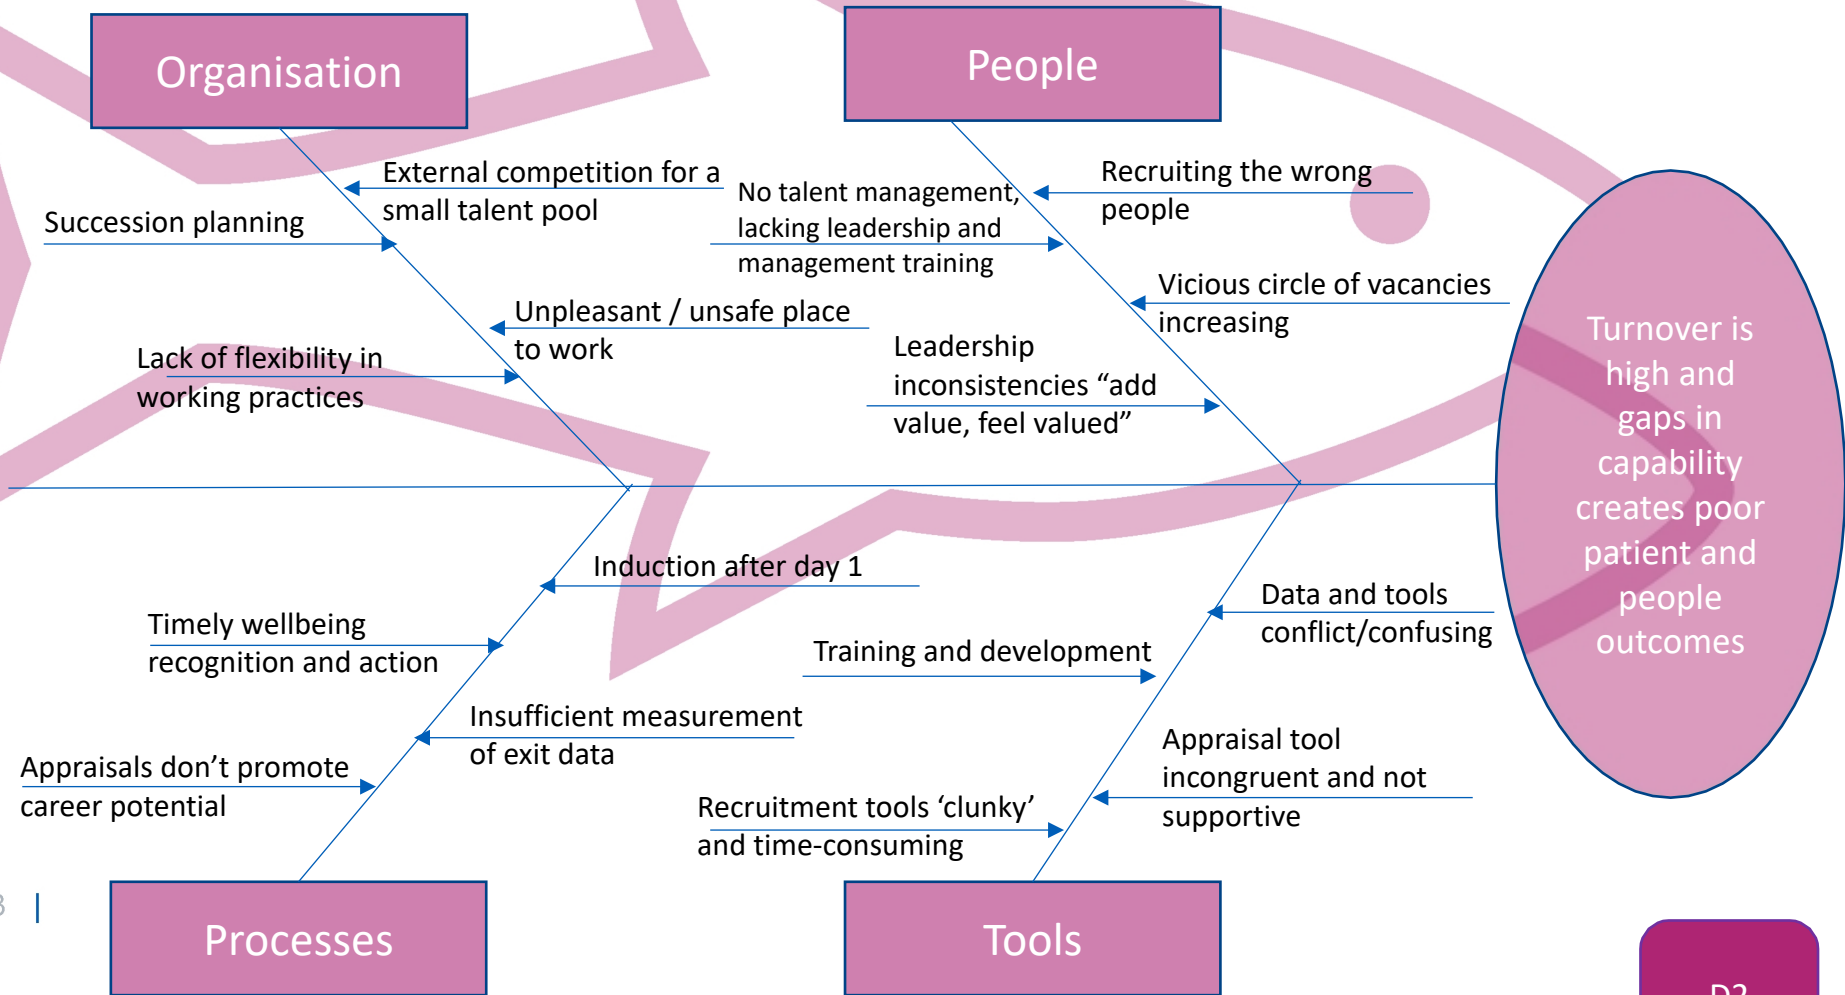 Organisation
People
External competition for a
small talent pool
Succession planning
No talent management,
lacking leadership and
management training
Recruiting the wrong
people
Unpleasant / unsafe place
to work
Lack of flexibility in
working practices
Vicious circle of vacancies
increasing
Leadership
inconsistencies “add
value, feel valued”
Turnover is
high and
gaps in
capability
creates poor
patient and
people
outcomes
Induction after day 1
Timely wellbeing
recognition and action
Insufficient measurement
of exit data
Appraisals don’t promote
career potential
Data and tools
conflict/confusing
Training and development
Appraisal tool
incongruent and not
supportive
Recruitment tools ‘clunky’
and time-consuming
Processes
Tools